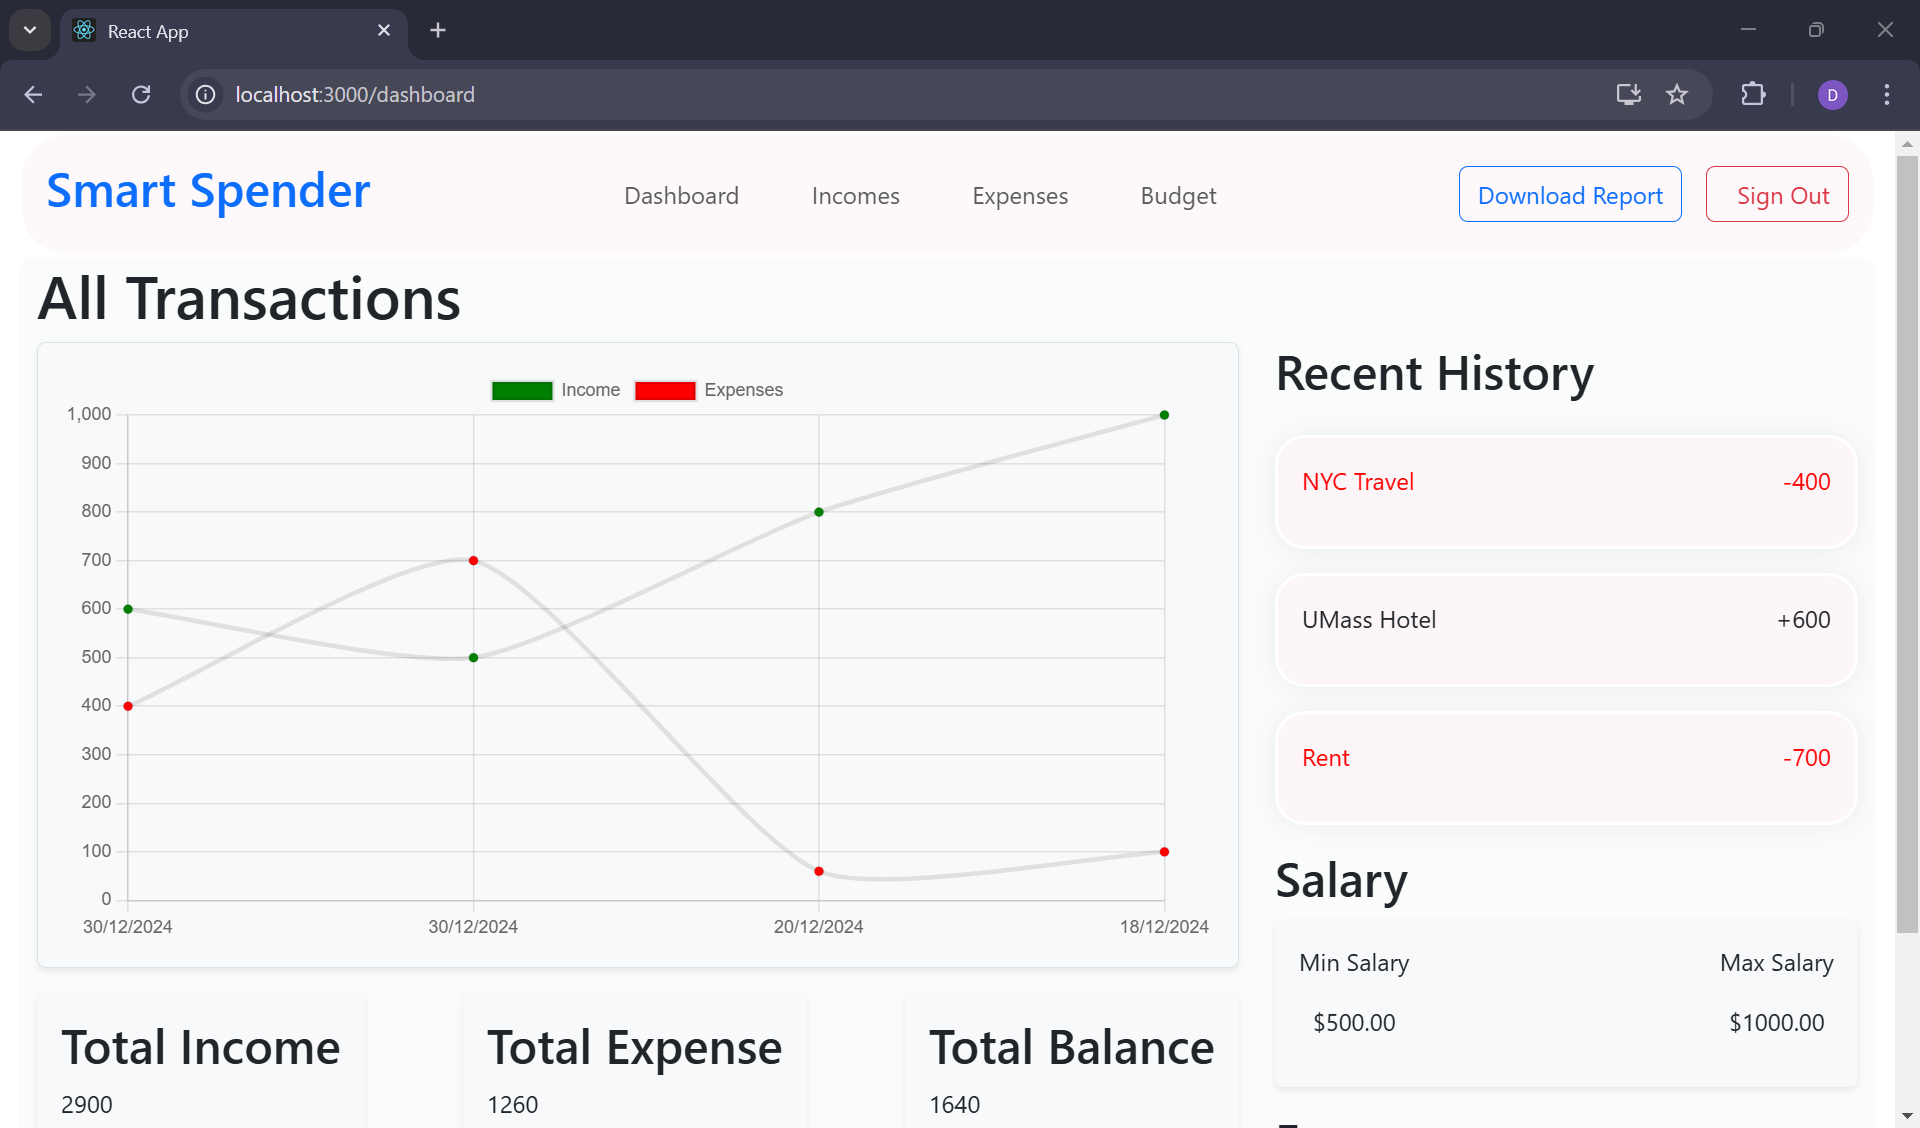 React App
localhost:3000/dashboard
D
Smart Spender
Dashboard
Incomes
Expenses
Budget
Download Report
Sign Out
All Transactions
Income
Expenses
1,000
900
800
700
600
500
400
300
200
100
0
30/12/2024
30/12/2024
20/12/2024
18/12/2024
Recent History
NYC Travel -400
UMass Hotel +600
Rent -700
Salary
Min Salary Max Salary
$500.00 $1000.00
Total Income
2900
Total Expense
1260
Total Balance
1640